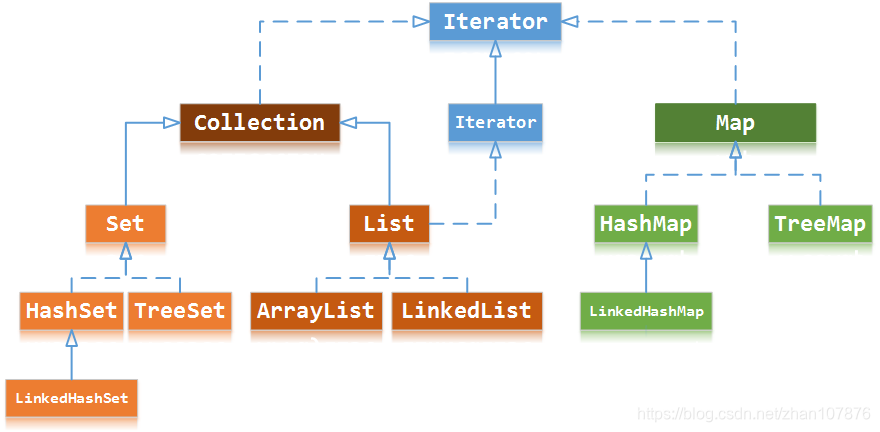 Iterator
Collection
Iterator
Map
Set
List
HashMap
TreeMap
HashSet
TreeSet
ArrayList
LinkedList
LinkedHashMap
LinkedHashSet
https://blog.csdn.net/zhan107876